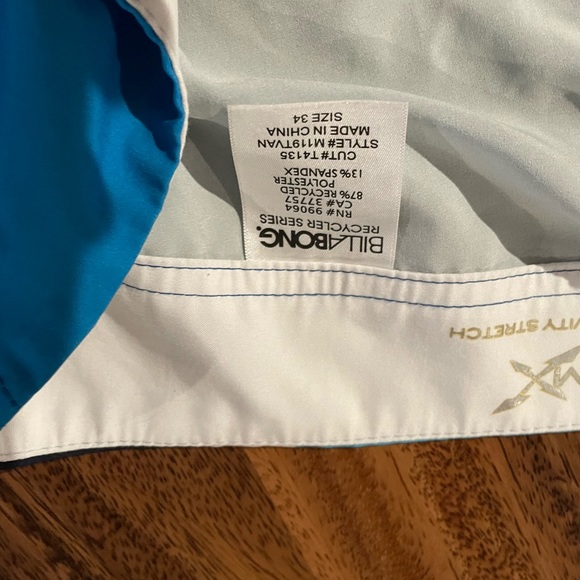 BILLABONG.
RECYCLER SERIES
RN# 99064
CA# 37757
87% RECYCLED
POLYESTER
13% SPANDEX
CUT# T4135
STYLE# M119TVAN
MADE IN CHINA
SIZE 34
MX
VITY STRETCH